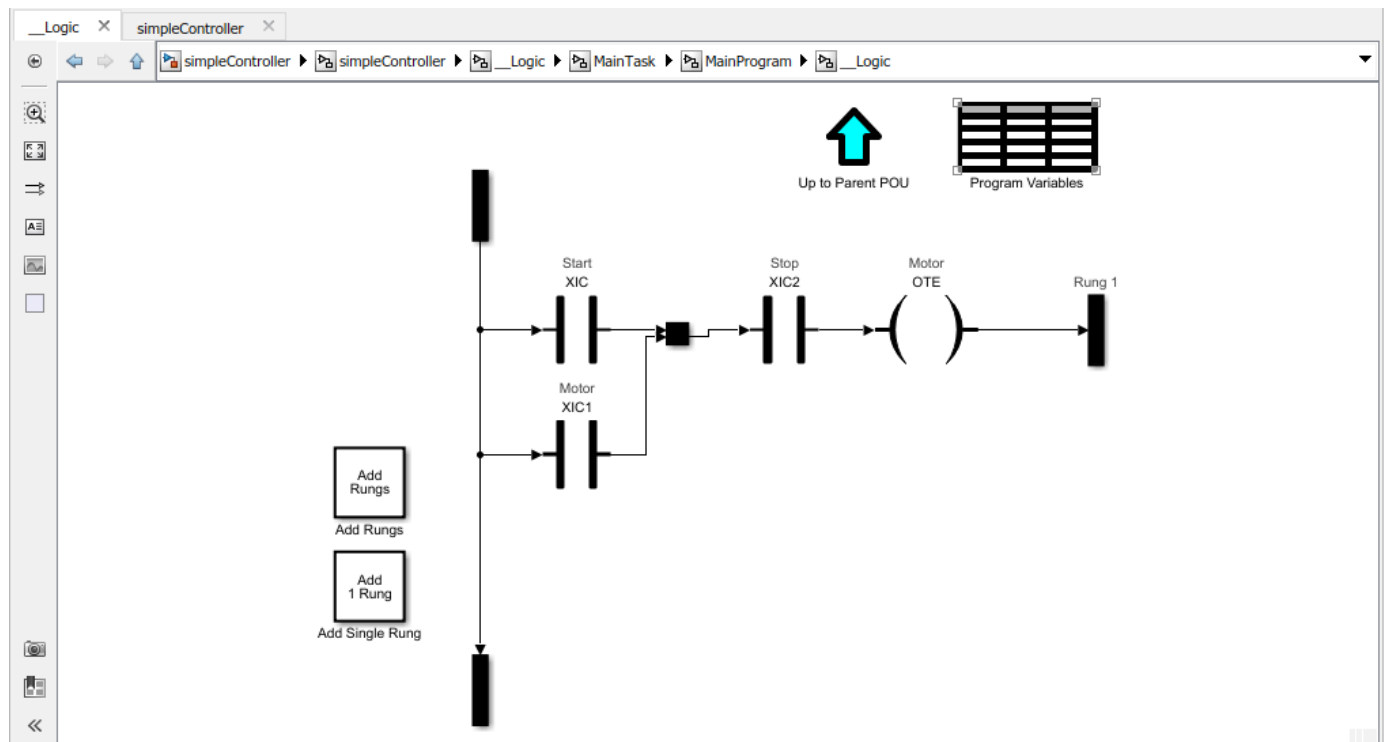 __Logic
simpleController
simpleController simpleController __Logic MainTask MainProgram __Logic
Up to Parent POU
Program Variables
Start
XIC
Stop
XIC2
Motor
OTE
Rung 1
Motor
XIC1
Add
Rungs
Add Rungs
Add
1 Rung
Add Single Rung